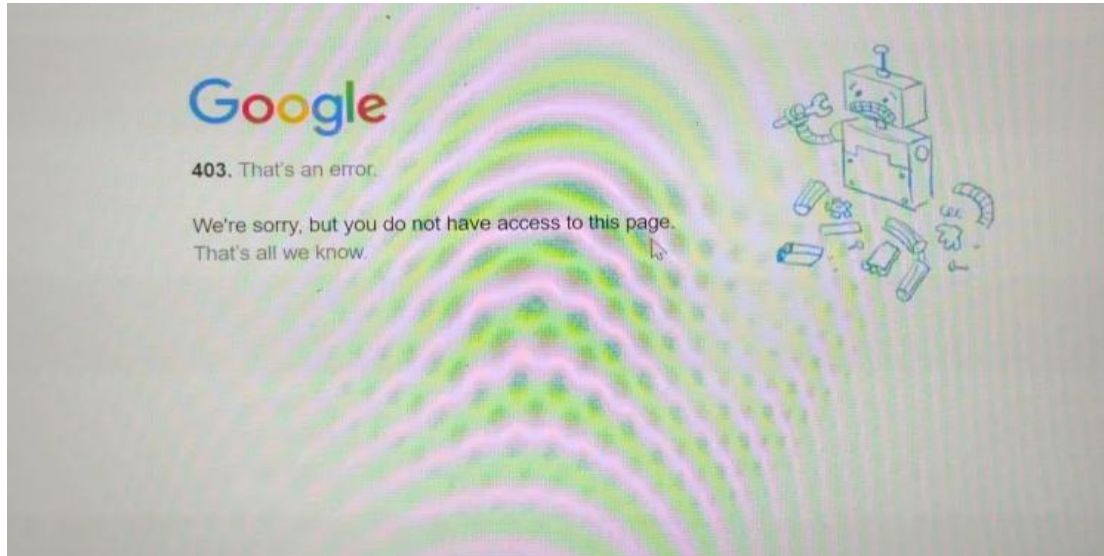 Google
403. That's an error.
We're sorry, but you do not have access to this page.
That's all we know.